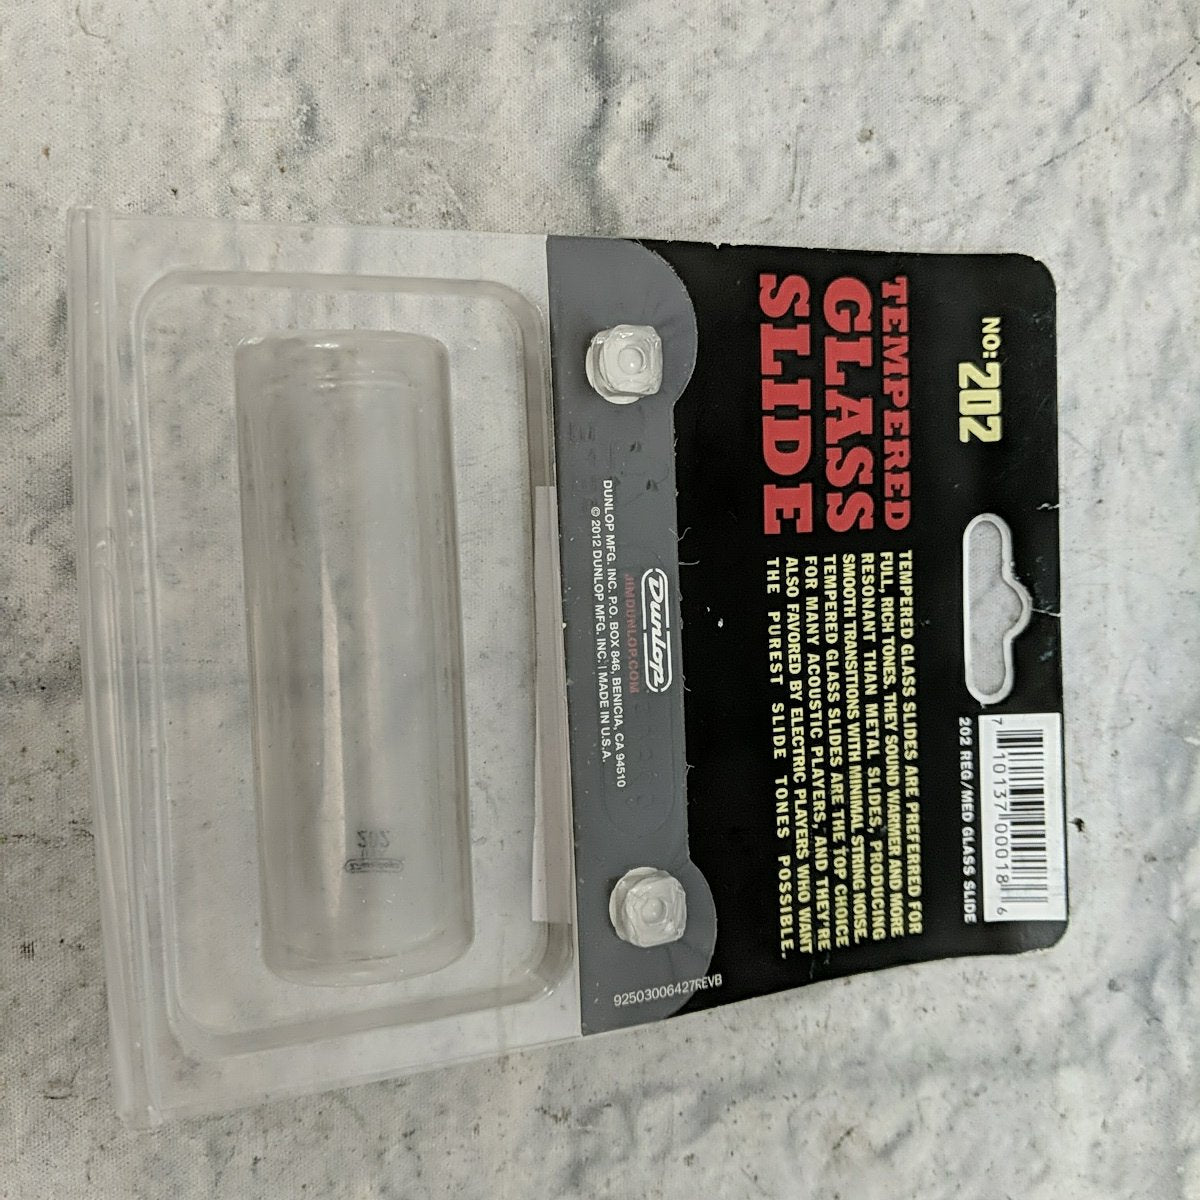 NO: 202
TEMPERED
GLASS
SLIDE
TEMPERED GLASS SLIDES ARE PREFERRED FOR
FULL, RICH TONES. THEY SOUND WARMER AND MORE
RESONANT THAN METAL SLIDES, PRODUCING
SMOOTH TRANSITIONS WITH MINIMAL STRING NOISE.
TEMPERED GLASS SLIDES ARE THE TOP CHOICE
FOR MANY ACOUSTIC PLAYERS, AND THEY'RE
ALSO FAVORED BY ELECTRIC PLAYERS WHO WANT
THE PUREST SLIDE TONES POSSIBLE.
7 10137 00018 6
202 REG/MED GLASS SLIDE
Dunlop
JIMDUNLOP.COM
DUNLOP MFG. INC. P.O. BOX 846, BENICIA, CA 94510
© 2012 DUNLOP MFG. INC. | MADE IN U.S.A.
92503006427REVB
202